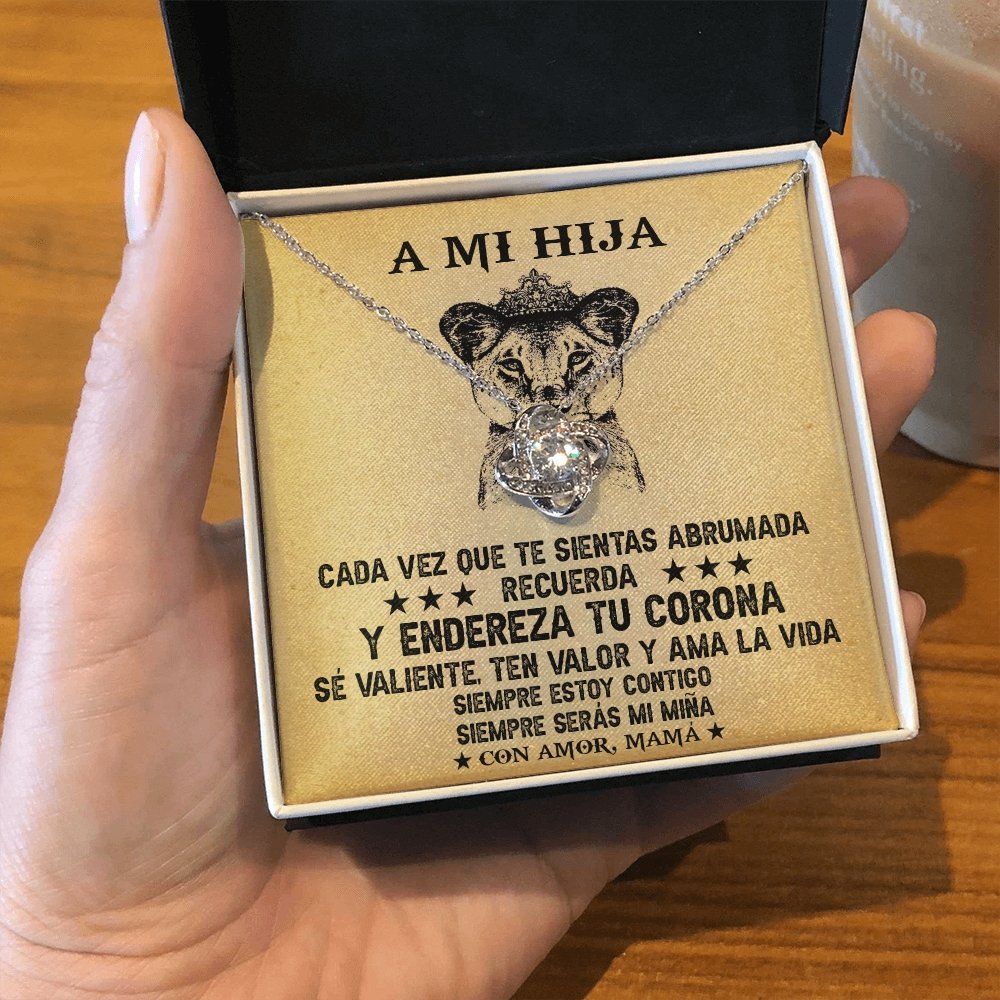 A MI HIJA
CADA VEZ QUE TE SIENTAS ABRUMADA
★★★ RECUERDA ★★★
Y ENDEREZA TU CORONA
SÉ VALIENTE, TEN VALOR Y AMA LA VIDA
SIEMPRE ESTOY CONTIGO
SIEMPRE SERÁS MI MIÑA
★ CON AMOR, MAMÁ ★